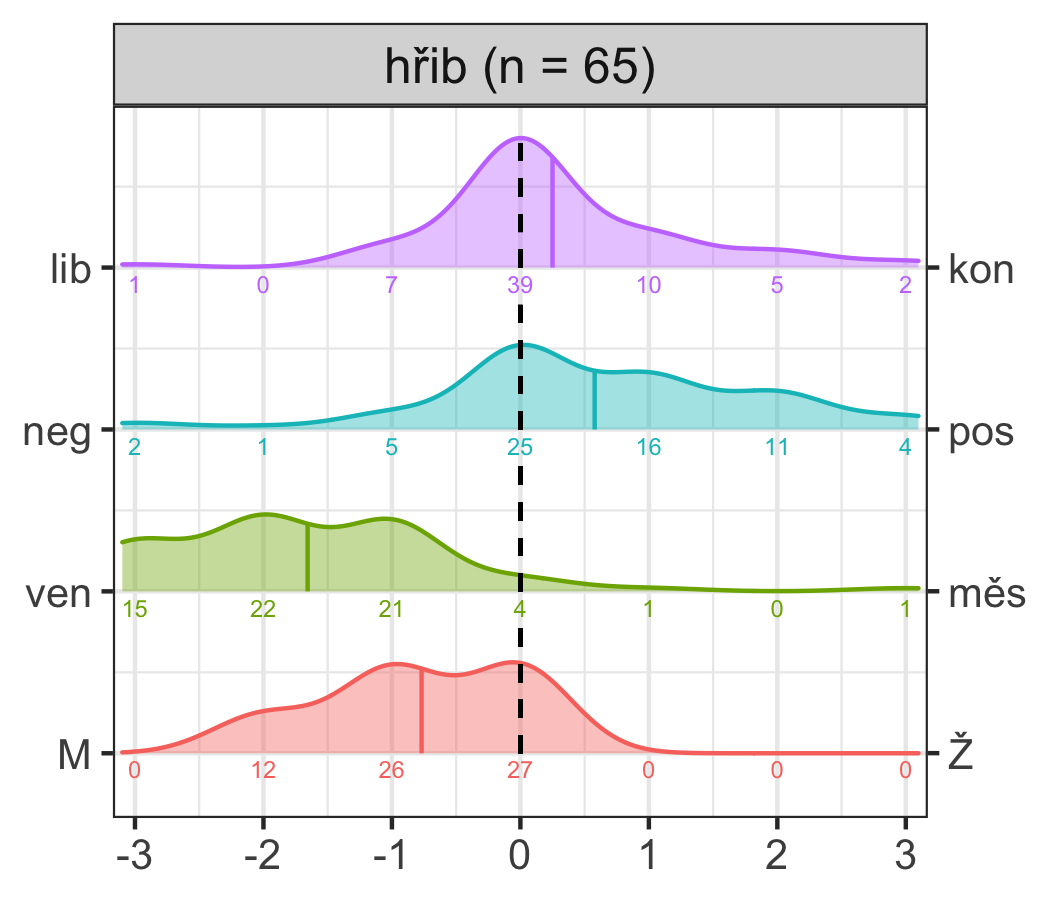 hřib (n = 65)
lib kon
1 0 7 39 10 5 2
neg pos
2 1 5 25 16 11 4
ven měs
15 22 21 4 1 0 1
M Ž
0 12 26 27 0 0 0
-3 -2 -1 0 1 2 3